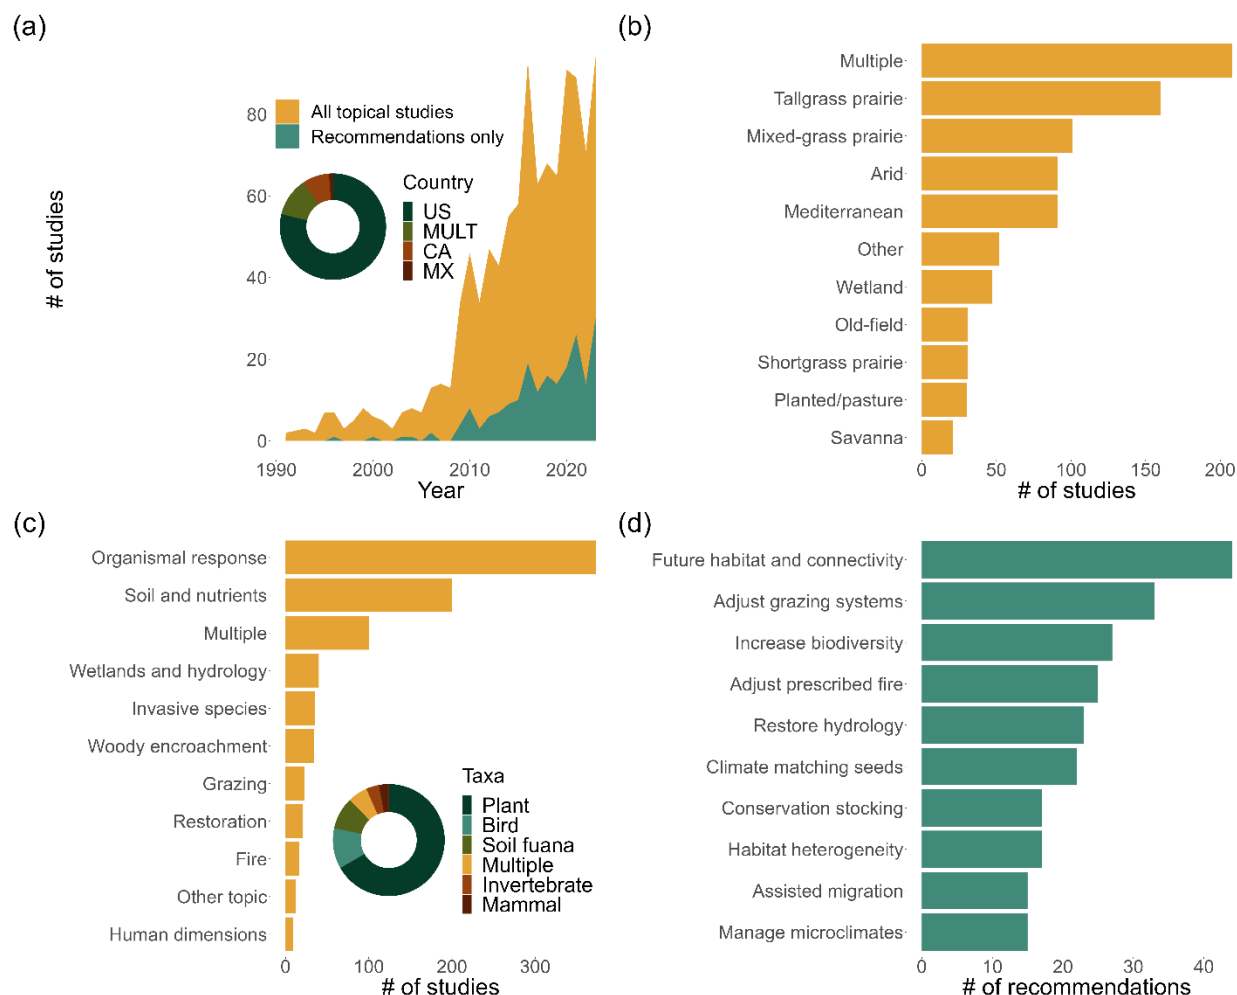 (a)
# of studies
80
60
40
20
0
All topical studies
Recommendations only
Country
US
MULT
CA
MX
1990
2000
2010
2020
Year
(b)
Multiple
Tallgrass prairie
Mixed-grass prairie
Arid
Mediterranean
Other
Wetland
Old-field
Shortgrass prairie
Planted/pasture
Savanna
0
50
100
150
200
# of studies
(c)
Organismal response
Soil and nutrients
Multiple
Wetlands and hydrology
Invasive species
Woody encroachment
Grazing
Restoration
Fire
Other topic
Human dimensions
Taxa
Plant
Bird
Soil fuana
Multiple
Invertebrate
Mammal
0
100
200
300
# of studies
(d)
Future habitat and connectivity
Adjust grazing systems
Increase biodiversity
Adjust prescribed fire
Restore hydrology
Climate matching seeds
Conservation stocking
Habitat heterogeneity
Assisted migration
Manage microclimates
0
10
20
30
40
# of recommendations